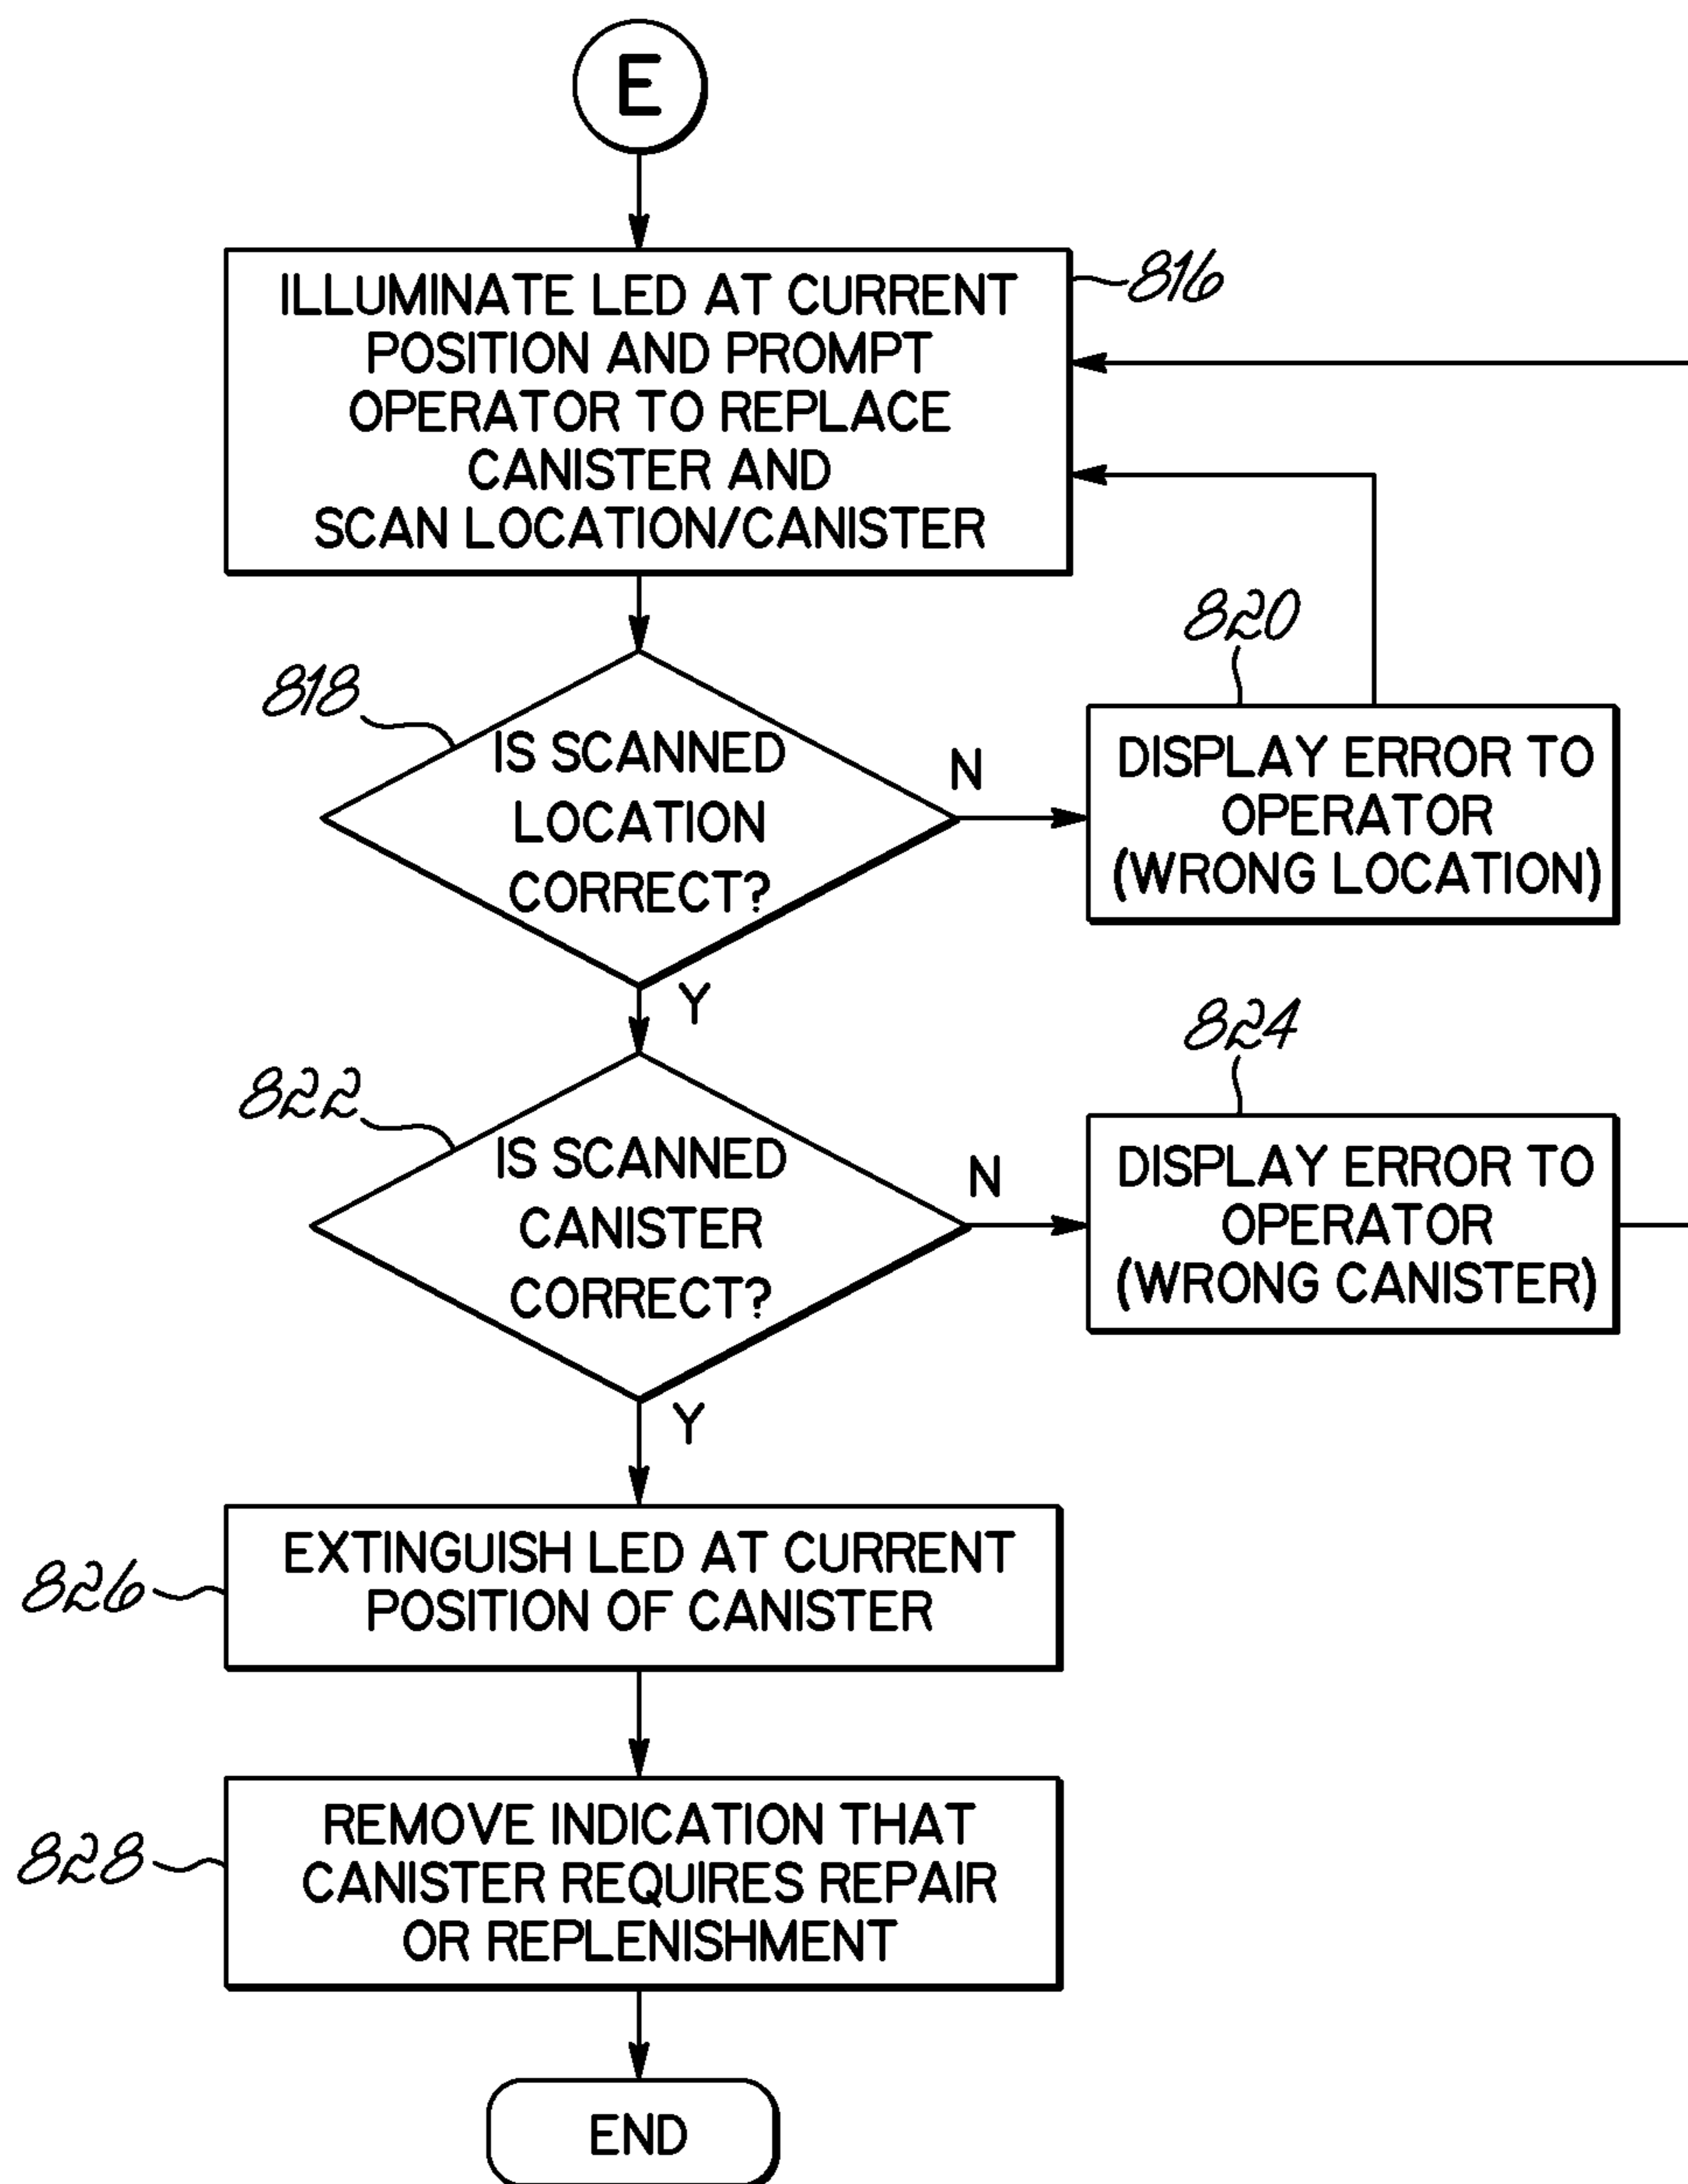 E
ILLUMINATE LED AT CURRENT
POSITION AND PROMPT
OPERATOR TO REPLACE
CANISTER AND
SCAN LOCATION/CANISTER
816
818
IS SCANNED
LOCATION
CORRECT?
N
Y
820
DISPLAY ERROR TO
OPERATOR
(WRONG LOCATION)
822
IS SCANNED
CANISTER
CORRECT?
N
Y
824
DISPLAY ERROR TO
OPERATOR
(WRONG CANISTER)
826
EXTINGUISH LED AT CURRENT
POSITION OF CANISTER
828
REMOVE INDICATION THAT
CANISTER REQUIRES REPAIR
OR REPLENISHMENT
END